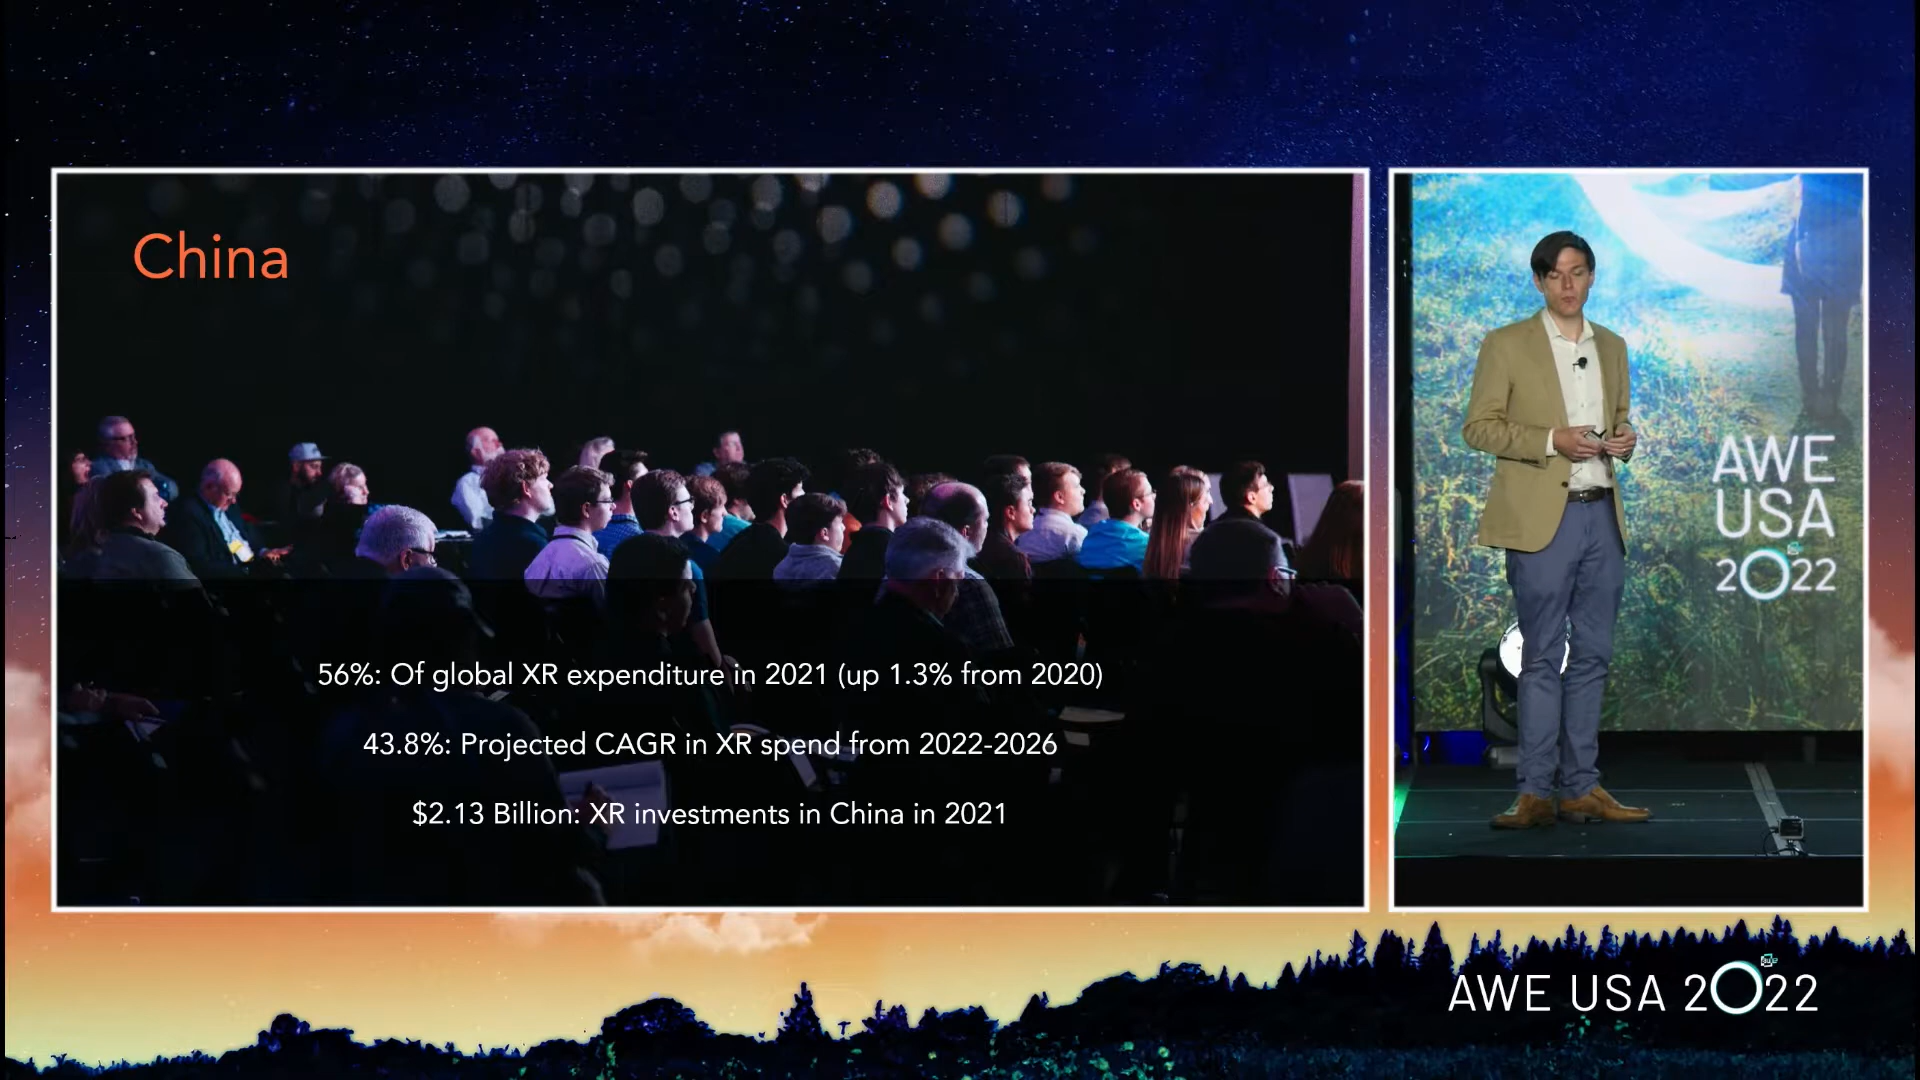 China
56%: Of global XR expenditure in 2021 (up 1.3% from 2020)
43.8%: Projected CAGR in XR spend from 2022-2026
$2.13 Billion: XR investments in China in 2021
AWE
USA
2022
AWE USA 2022